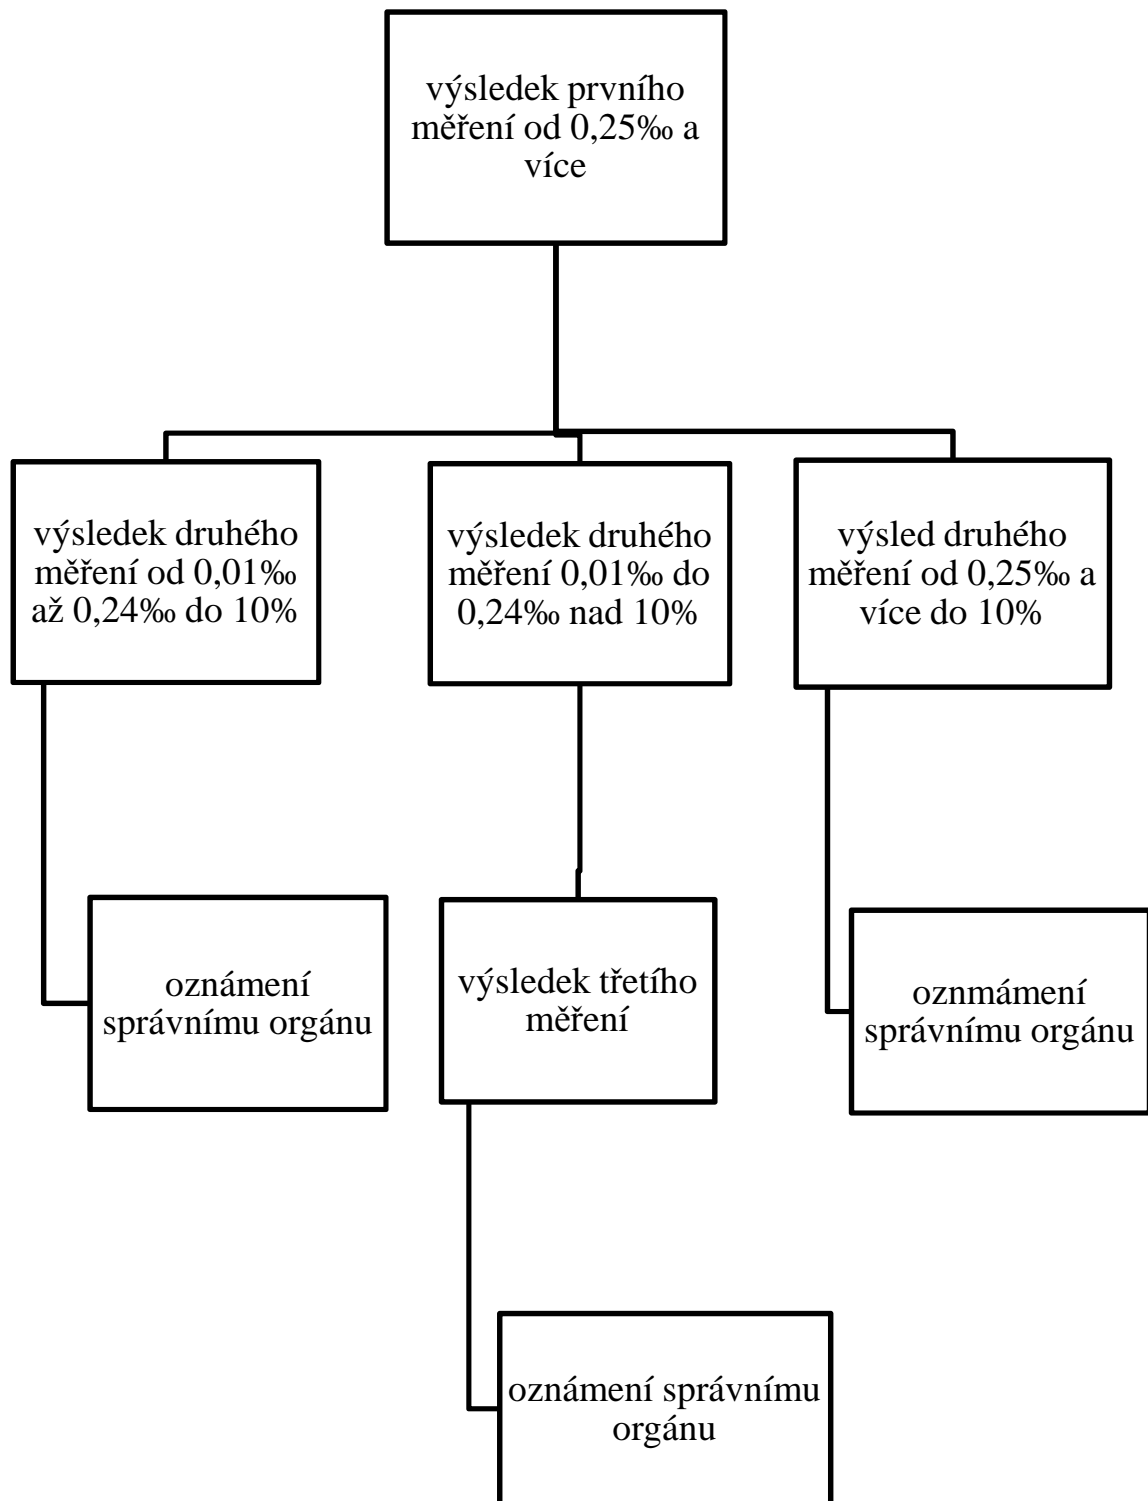 výsledek prvního
měření od 0,25‰ a
více
výsledek druhého
měření od 0,01‰
až 0,24‰ do 10%
výsledek druhého
měření 0,01‰ do
0,24‰ nad 10%
výsled druhého
měření od 0,25‰ a
více do 10%
oznámení
správnímu orgánu
výsledek třetího
měření
oznmámení
správnímu orgánu
oznámení správnímu
orgánu